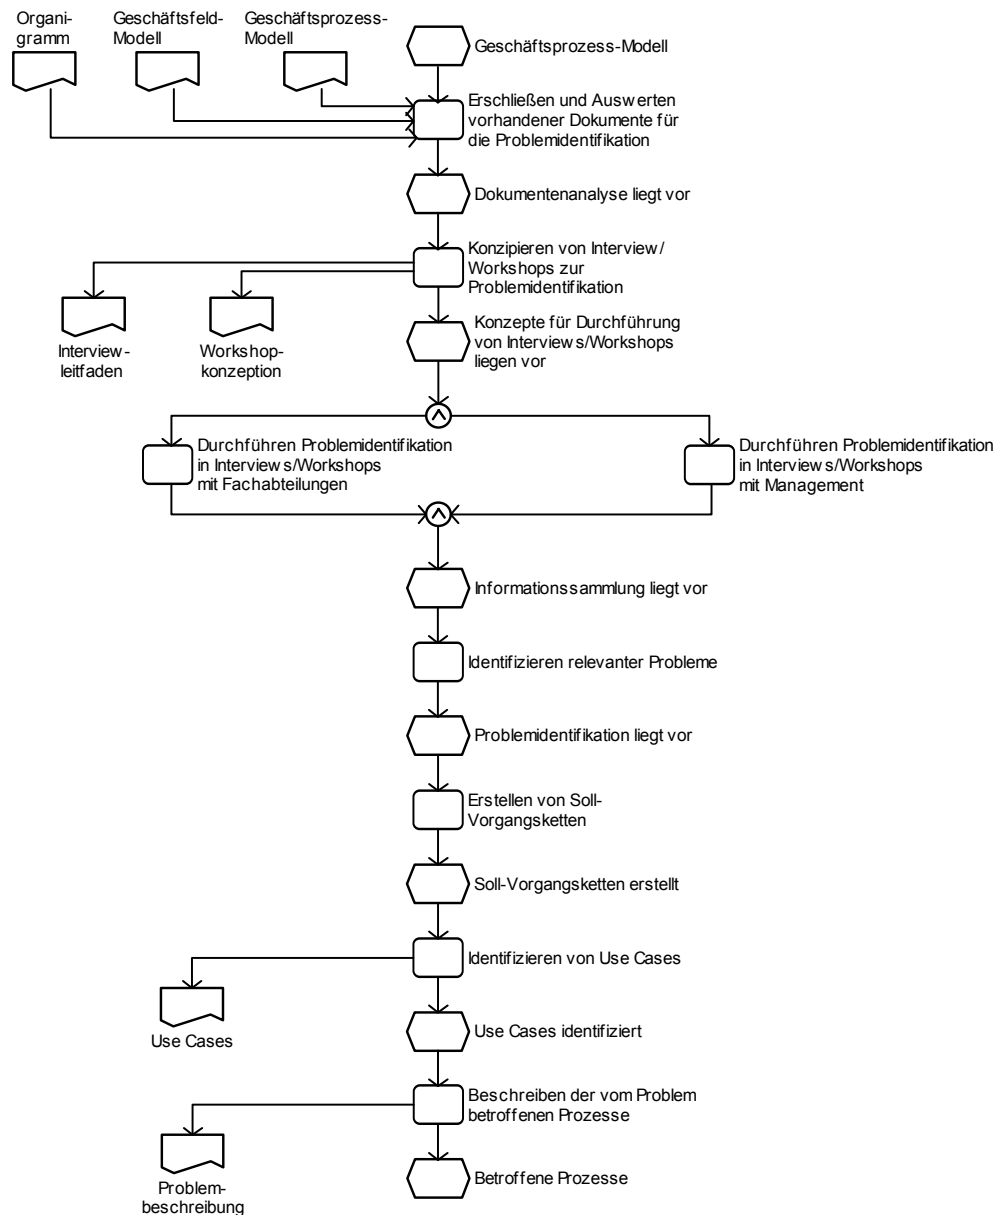 Organi-
gramm
Geschäftsfeld-
Modell
Geschäftsprozess-
Modell
Geschäftsprozess-Modell
Erschließen und Auswerten
vorhandener Dokumente für
die Problemidentifikation
Dokumentenanalyse liegt vor
Konzipieren von Interview/
Workshops zur
Problemidentifikation
Interview-
leitfaden
Workshop-
konzeption
Konzepte für Durchführung
von Interviews/Workshops
liegen vor
Durchführen Problemidentifikation
in Interviews/Workshops
mit Fachabteilungen
Durchführen Problemidentifikation
in Interviews/Workshops
mit Management
Informationssammlung liegt vor
Identifizieren relevanter Probleme
Problemidentifikation liegt vor
Erstellen von Soll-
Vorgangsketten
Soll-Vorgangsketten erstellt
Identifizieren von Use Cases
Use Cases
Use Cases identifiziert
Beschreiben der vom Problem
betroffenen Prozesse
Problem-
beschreibung
Betroffene Prozesse